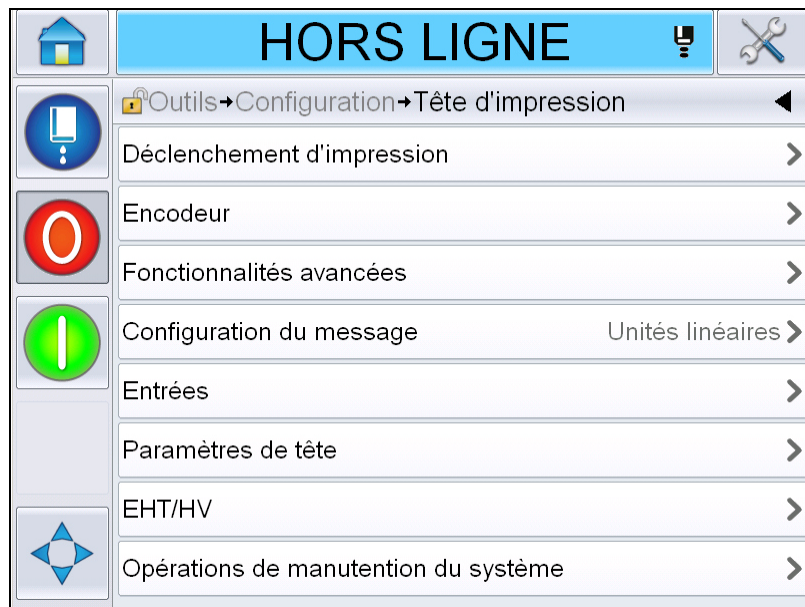 HORS LIGNE
Outils→Configuration→Tête d'impression
Déclenchement d'impression
Encodeur
Fonctionnalités avancées
Configuration du message Unités linéaires
Entrées
Paramètres de tête
EHT/HV
Opérations de manutention du système